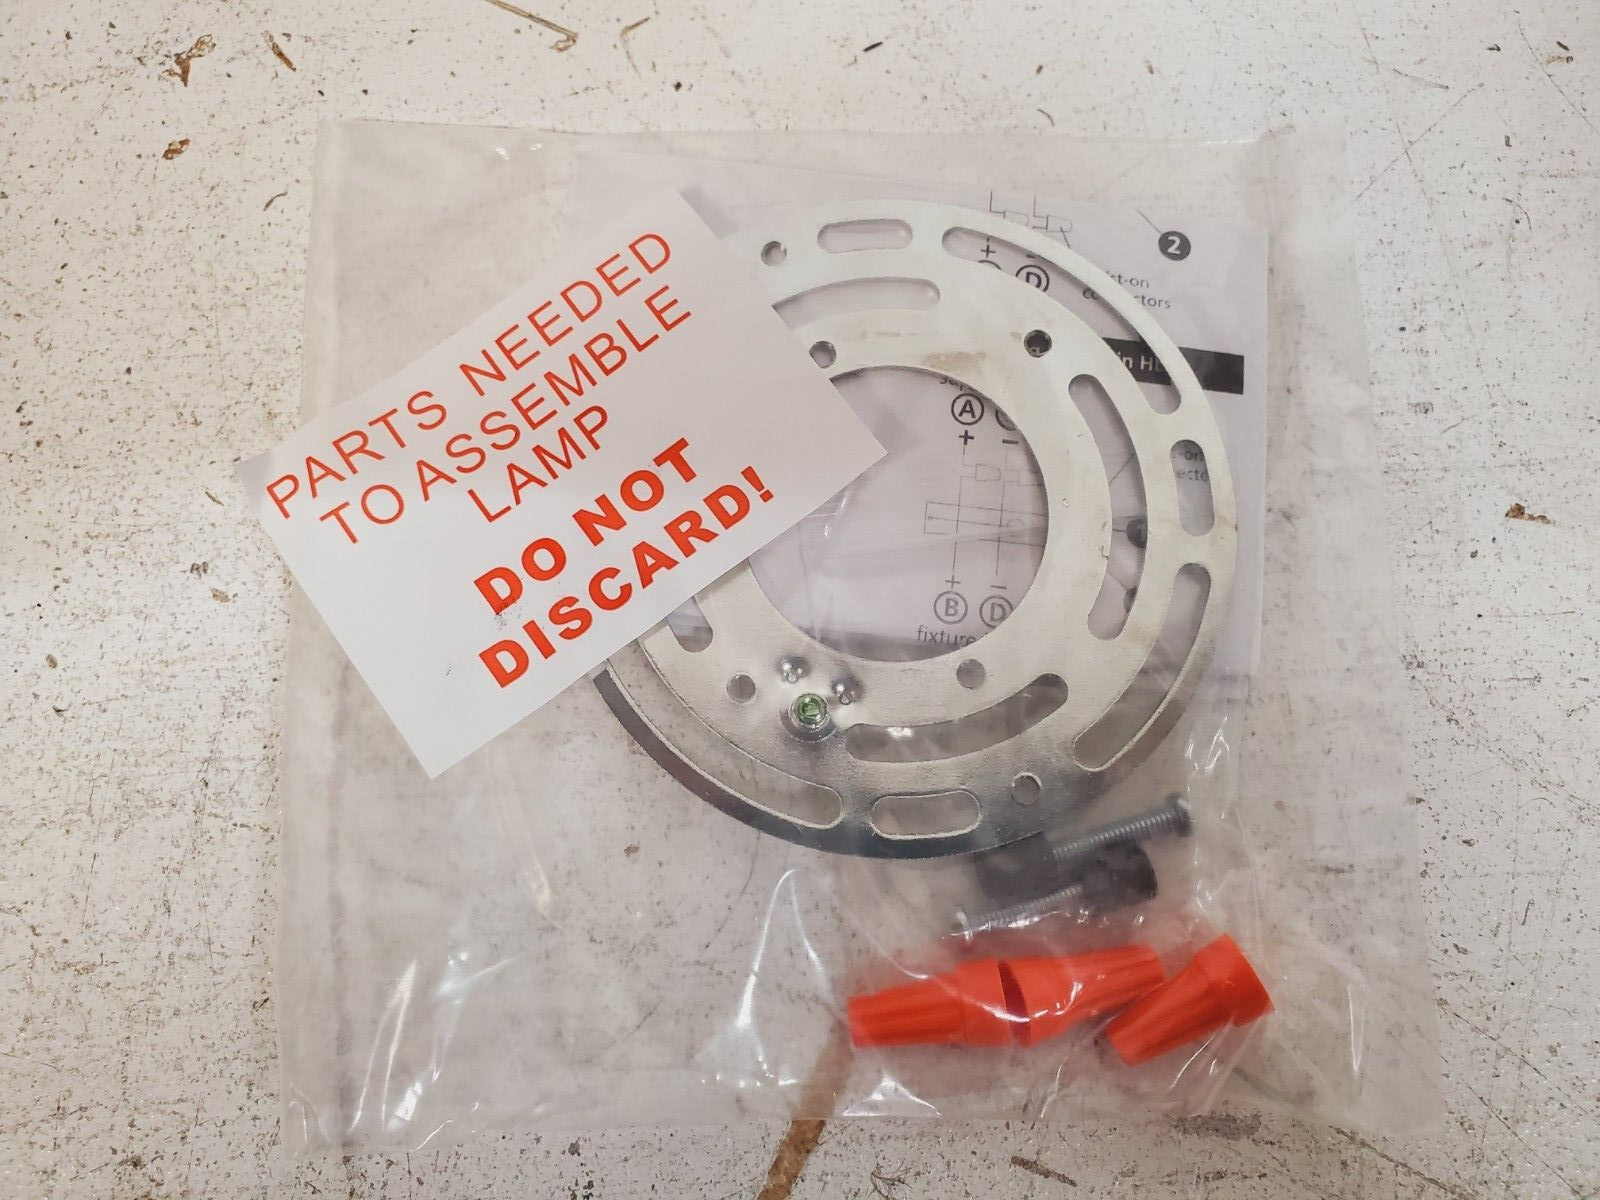 PARTS NEEDED
TO ASSEMBLE
LAMP
DO NOT
DISCARD!
2
+ -
D
A
+ -
+ -
B D
fixture